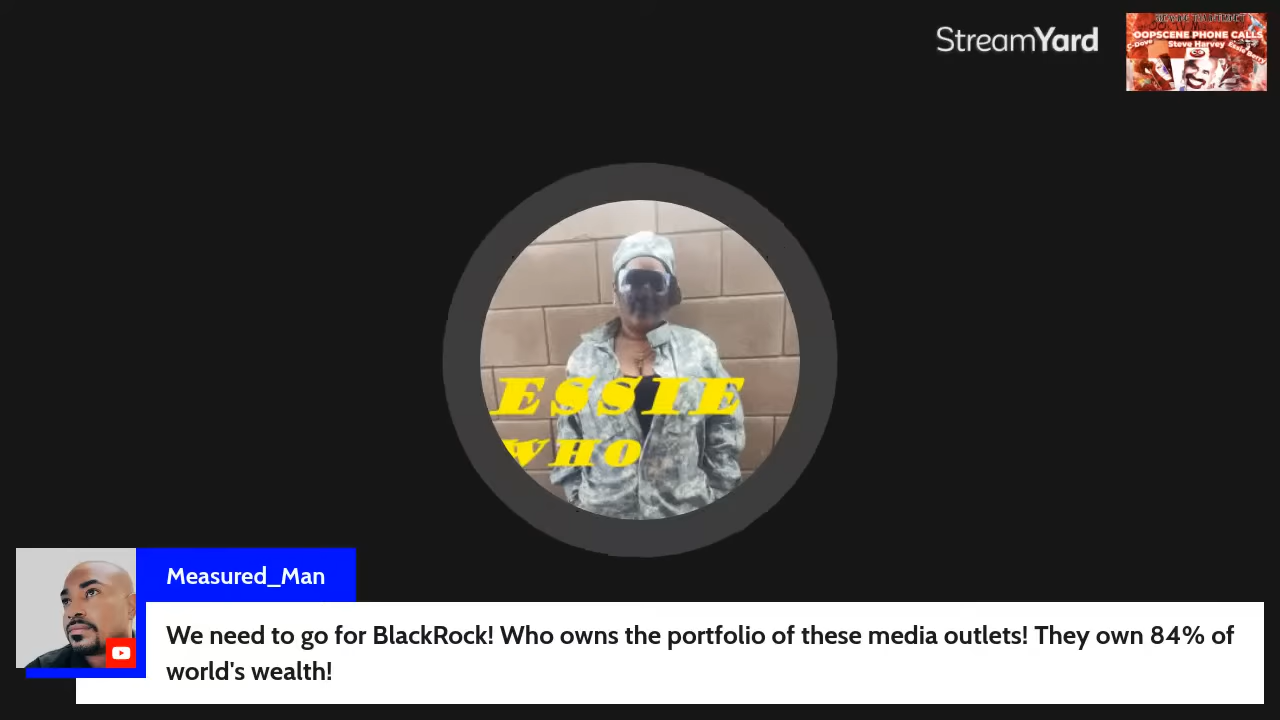 StreamYard
OOPSCENE PHONE CALLS
Steve Harvey
ESSIE
WHO
Measured_Man
We need to go for BlackRock! Who owns the portfolio of these media outlets! They own 84% of
world's wealth!